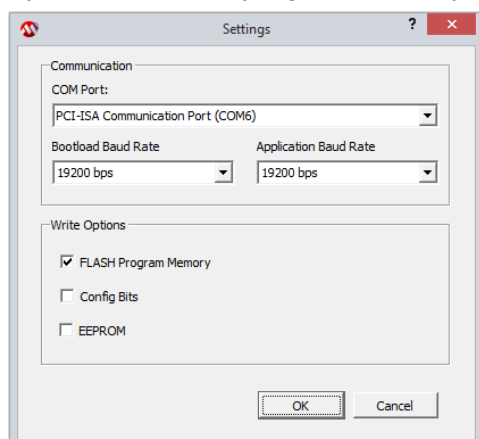 Settings
?
×
Communication
COM Port:
PCI-ISA Communication Port (COM6)
Bootload Baud Rate Application Baud Rate
19200 bps 19200 bps
Write Options
FLASH Program Memory
Config Bits
EEPROM
OK Cancel